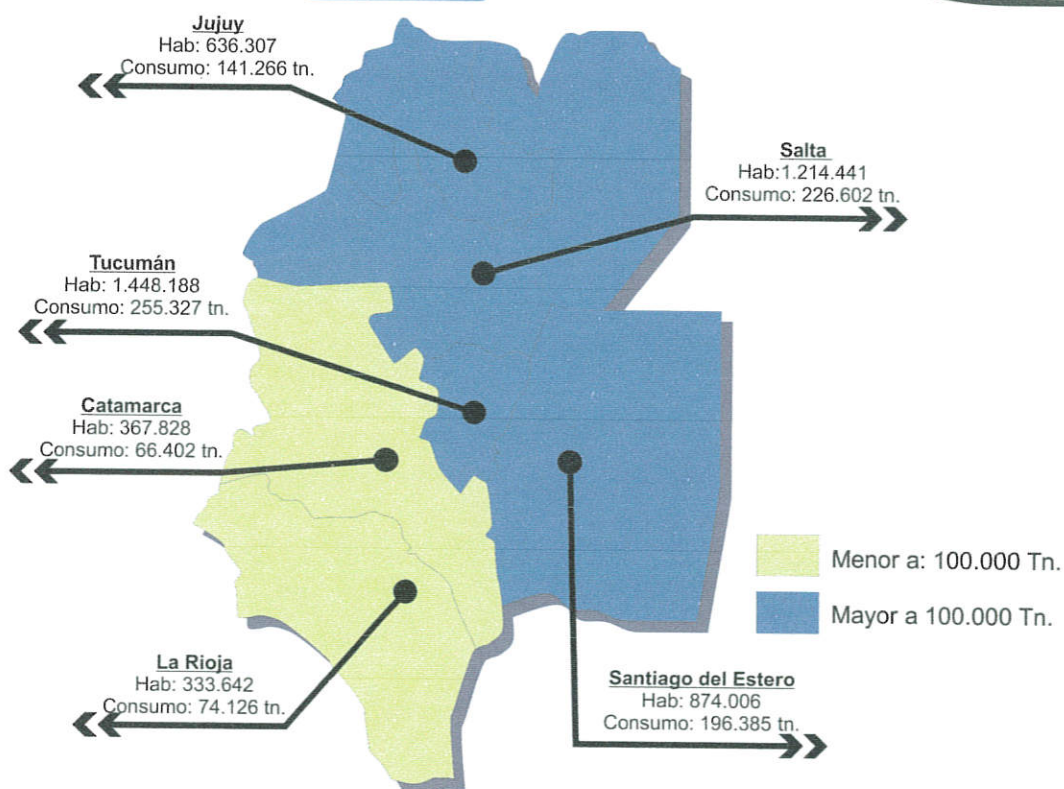 Jujuy
Hab: 636.307
Consumo: 141.266 tn.
Salta
Hab:1.214.441
Consumo: 226.602 tn.
Tucumán
Hab: 1.448.188
Consumo: 255.327 tn.
Catamarca
Hab: 367.828
Consumo: 66.402 tn.
Menor a: 100.000 Tn.
Mayor a 100.000 Tn.
La Rioja
Hab: 333.642
Consumo: 74.126 tn.
Santiago del Estero
Hab: 874.006
Consumo: 196.385 tn.